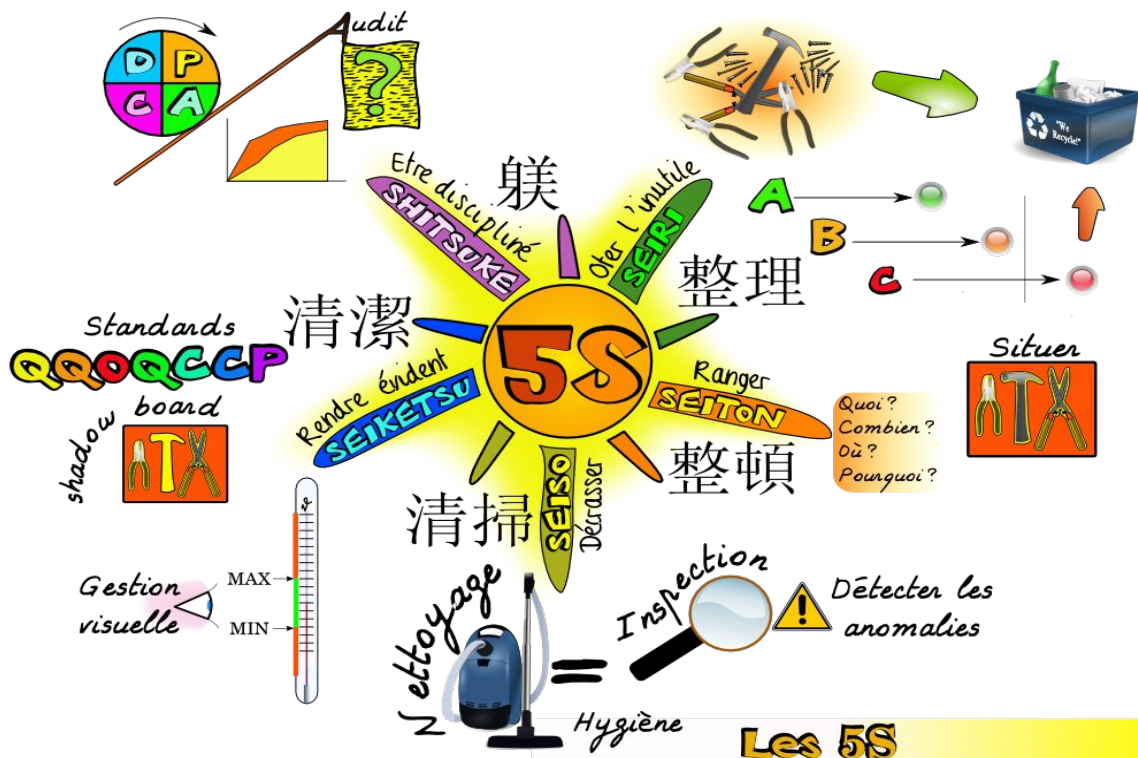 D P
C A
Audit
?
"We
Recycle!"
躾
Etre discipliné
SHITSUKE
Oter l'inutile
SEIRI
整理
A
B
C
清潔
Rendre évident
SEIKETSU
5S
Ranger
SEITON
整頓
Quoi?
Combien?
Où?
Pourquoi?
Situer
Standards
QQOQCCP
shadow
board
清掃
SEISO
Décrasser
Gestion
visuelle
MAX
MIN
Nettoyage
=
Hygiène
Inspection
Détecter les
anomalies
Les 5S